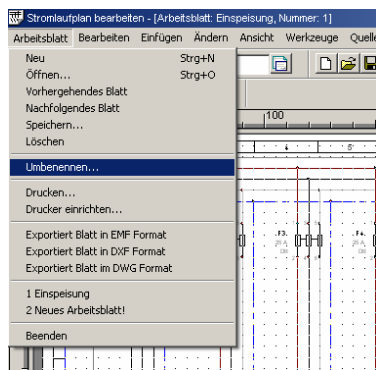 Stromlaufplan bearbeiten - [Arbeitsblatt: Einspeisung, Nummer: 1]
Arbeitsblatt Bearbeiten Einfügen Ändern Ansicht Werkzeuge Quelle
Neu Strg+N
Öffnen... Strg+O
Vorhergehendes Blatt
Nachfolgendes Blatt
Speichern...
Löschen
Umbenennen...
Drucken...
Drucker einrichten...
Exportiert Blatt in EMF Format
Exportiert Blatt in DXF Format
Exportiert Blatt im DWG Format
1 Einspeisung
2 Neues Arbeitsblatt!
Beenden
100